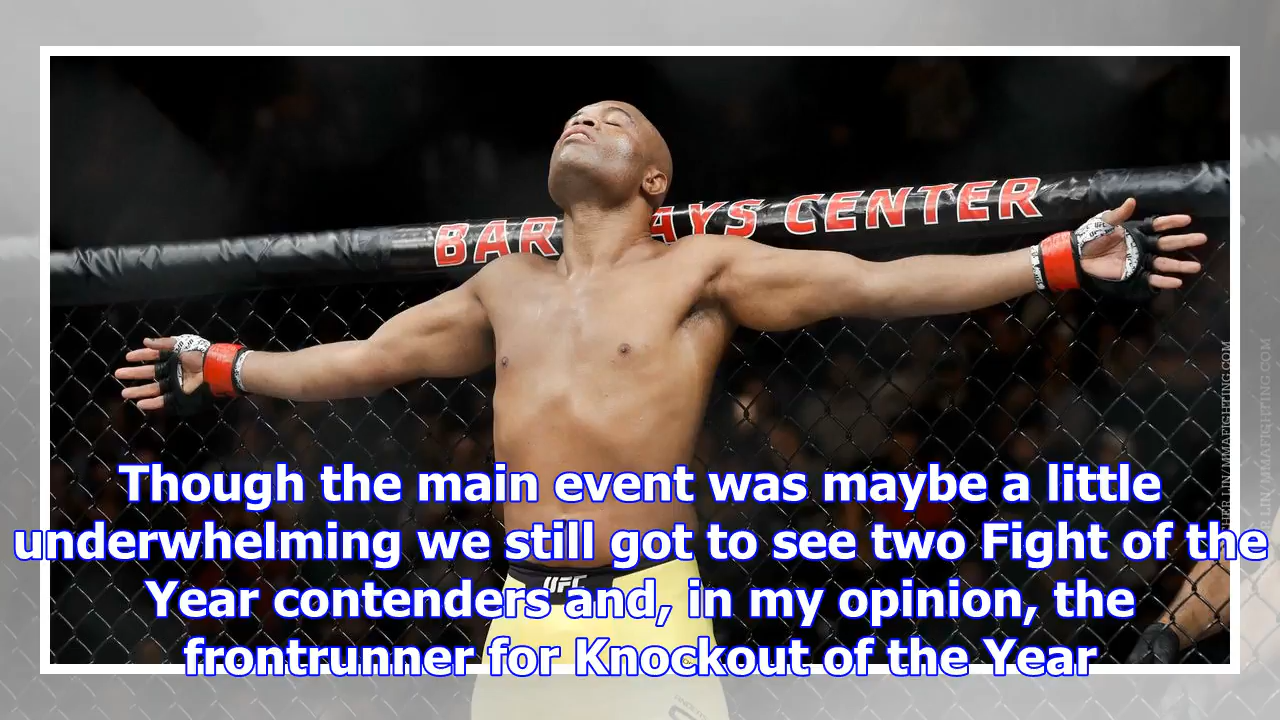 BAR AYS CENTER
UFC
Though the main event was maybe a little
underwhelming we still got to see two Fight of the
Year contenders and, in my opinion, the
frontrunner for Knockout of the Year